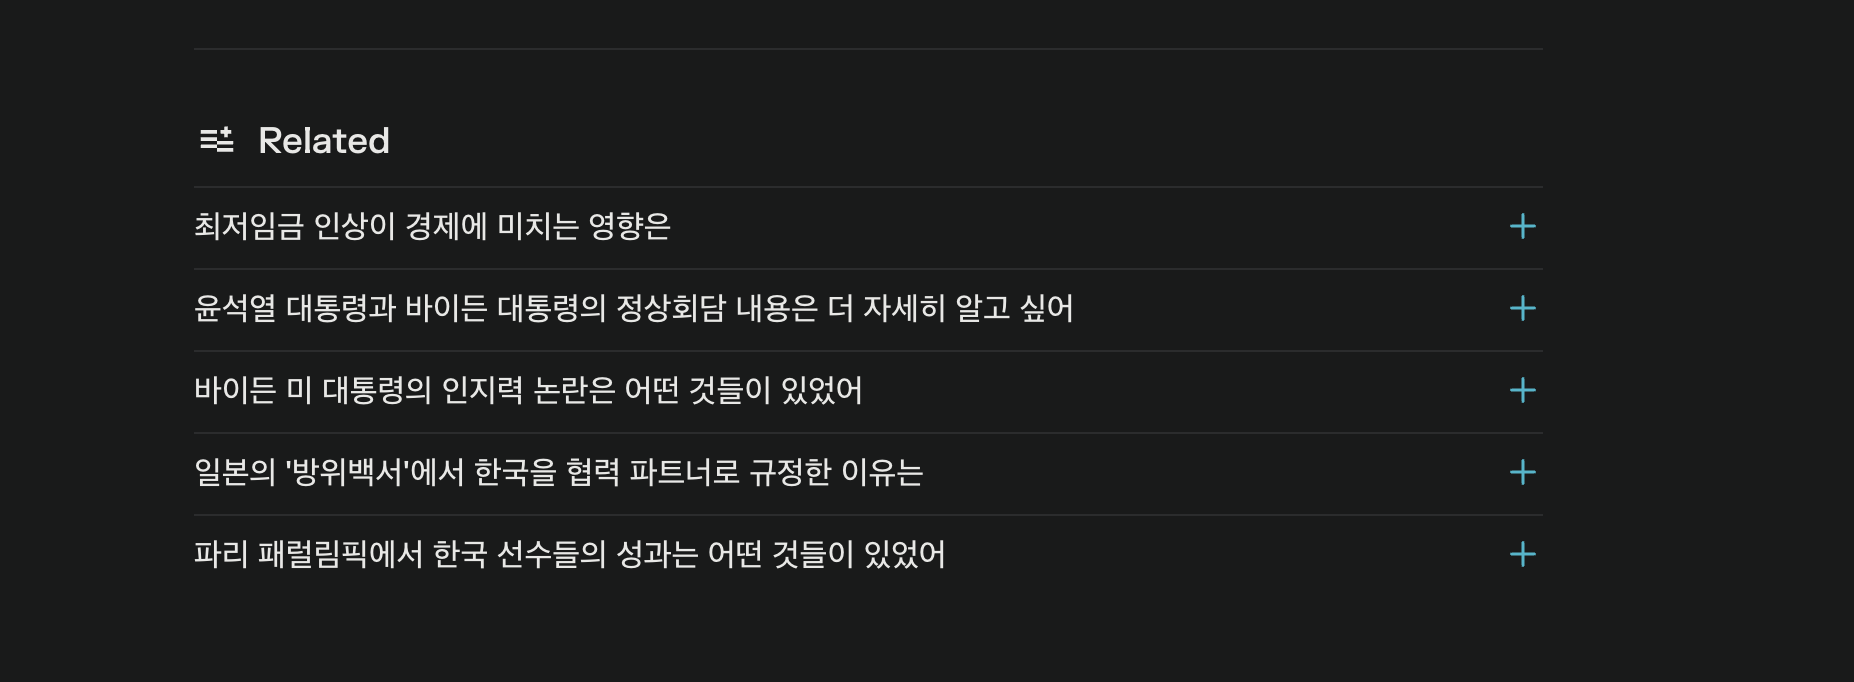 Related
최저임금 인상이 경제에 미치는 영향은
윤석열 대통령과 바이든 대통령의 정상회담 내용은 더 자세히 알고 싶어
바이든 미 대통령의 인지력 논란은 어떤 것들이 있었어
일본의 '방위백서'에서 한국을 협력 파트너로 규정한 이유는
파리 패럴림픽에서 한국 선수들의 성과는 어떤 것들이 있었어